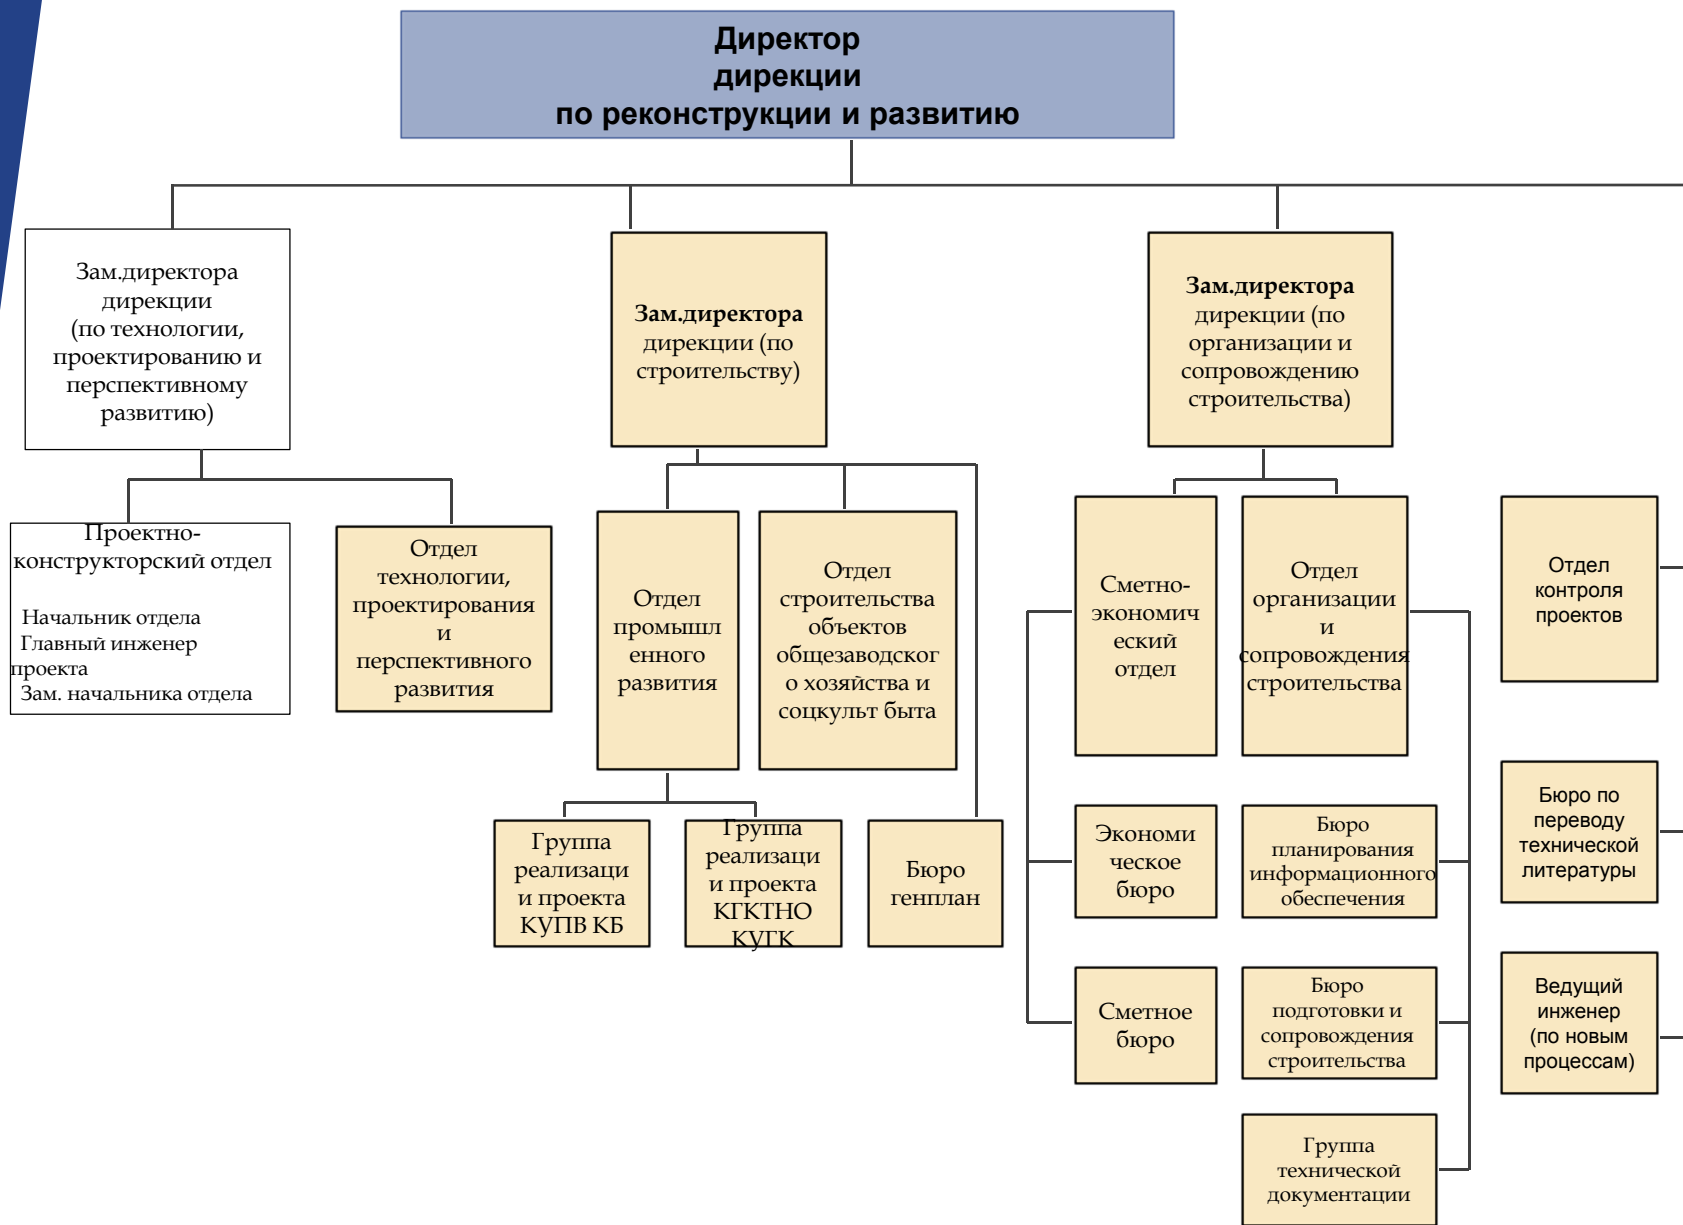 Директор
дирекции
по реконструкции и развитию
Зам.директора
дирекции
(по технологии,
проектированию и
перспективному
развитию)
Зам.директора
дирекции (по
строительству)
Зам.директора
дирекции (по
организации и
сопровождению
строительства)
Проектно-
конструкторский отдел
Начальник отдела
Главный инженер
проекта
Зам. начальника отдела
Отдел
технологии,
проектирования
и
перспективного
развития
Отдел
промышл
енного
развития
Отдел
строительства
объектов
общезаводског
о хозяйства и
соцкульт быта
Сметно-
экономич
еский
отдел
Отдел
организации
и
сопровождения
строительства
Отдел
контроля
проектов
Группа
реализаци
и проекта
КУПВ КБ
Группа
реализаци
и проекта
КГКТНО
КУГК
Бюро
генплан
Экономи
ческое
бюро
Бюро
планирования
информационного
обеспечения
Бюро по
переводу
технической
литературы
Сметное
бюро
Бюро
подготовки и
сопровождения
строительства
Ведущий
инженер
(по новым
процессам)
Группа
технической
документации